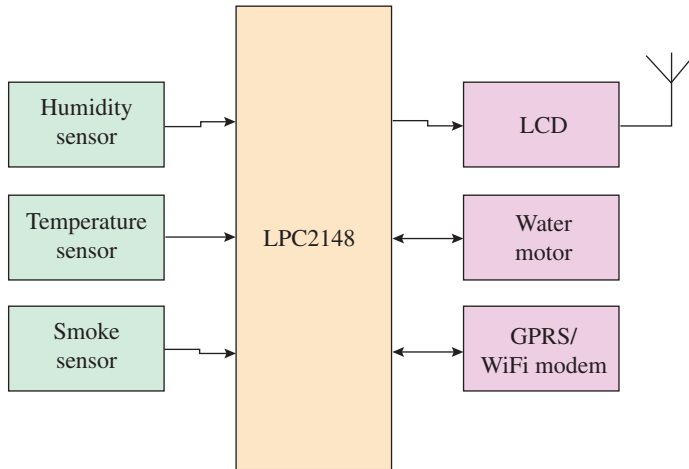 Humidity
sensor
Temperature
sensor
Smoke
sensor
LPC2148
LCD
Water
motor
GPRS/
WiFi modem